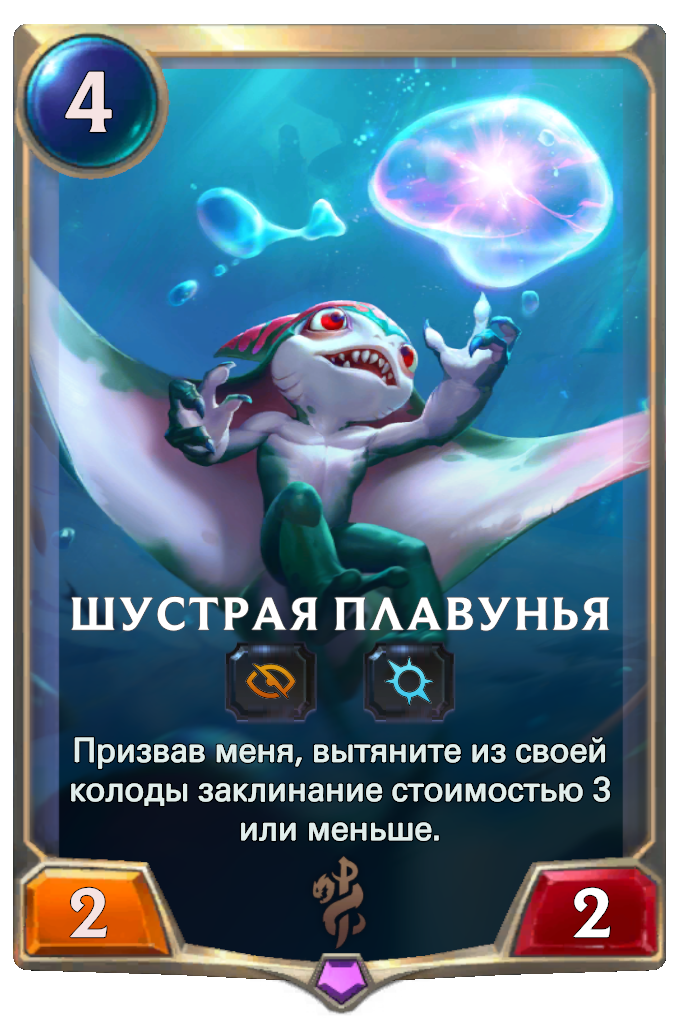 4
ШУСТРАЯ ПЛАВУНЬЯ
Призвав меня, вытяните из своей
колоды заклинание стоимостью 3
или меньше.
2
2